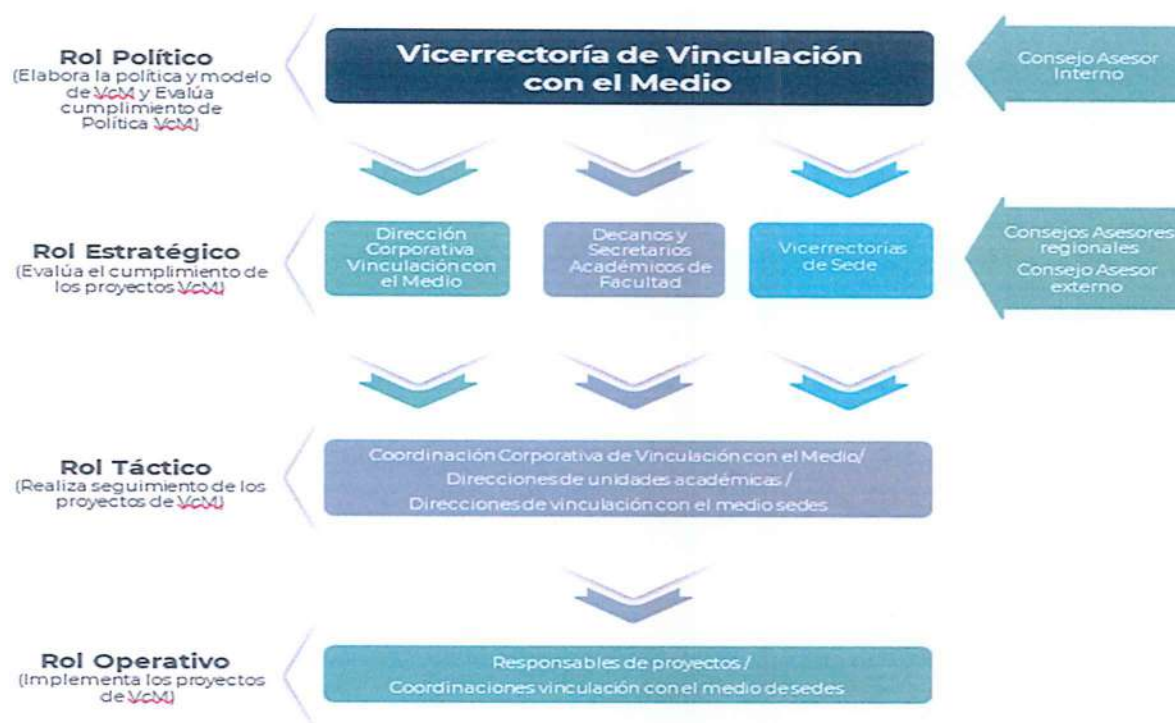 Rol Político
(Elabora la política y modelo
de VcM y Evalúa
cumplimiento de
Política VcM)
Vicerrectoría de Vinculación
con el Medio
Consejo Asesor
Interno
Rol Estratégico
(Evalúa el cumplimiento de
los proyectos VcM)
Dirección
Corporativa
Vinculación con
el Medio
Decanos y
Secretarios
Académicos de
Facultad
Vicerrectorías
de Sede
Consejos Asesores
regionales
Consejo Asesor
externo
Rol Táctico
(Realiza seguimiento de los
proyectos de VcM)
Coordinación Corporativa de Vinculación con el Medio/
Direcciones de unidades académicas /
Direcciones de vinculación con el medio sedes
Rol Operativo
(Implementa los proyectos
de VcM)
Responsables de proyectos /
Coordinaciones vinculación con el medio de sedes